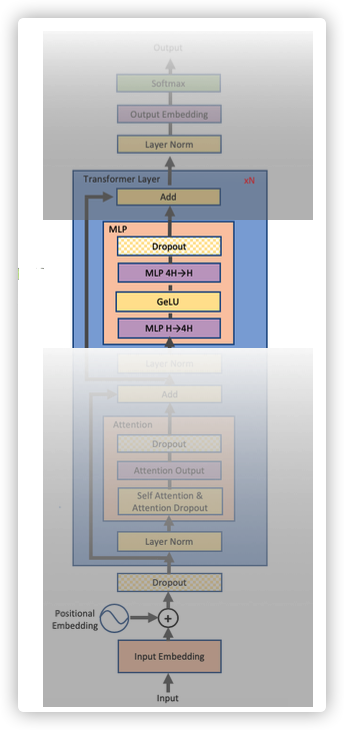 Output
Softmax
Output Embedding
Layer Norm
Transformer Layer
xN
Add
MLP
Dropout
MLP 4H→H
GeLU
MLP H→4H
Layer Norm
Add
Attention
Dropout
Attention Output
Self Attention &
Attention Dropout
Layer Norm
Dropout
Positional
Embedding
+
Input Embedding
Input